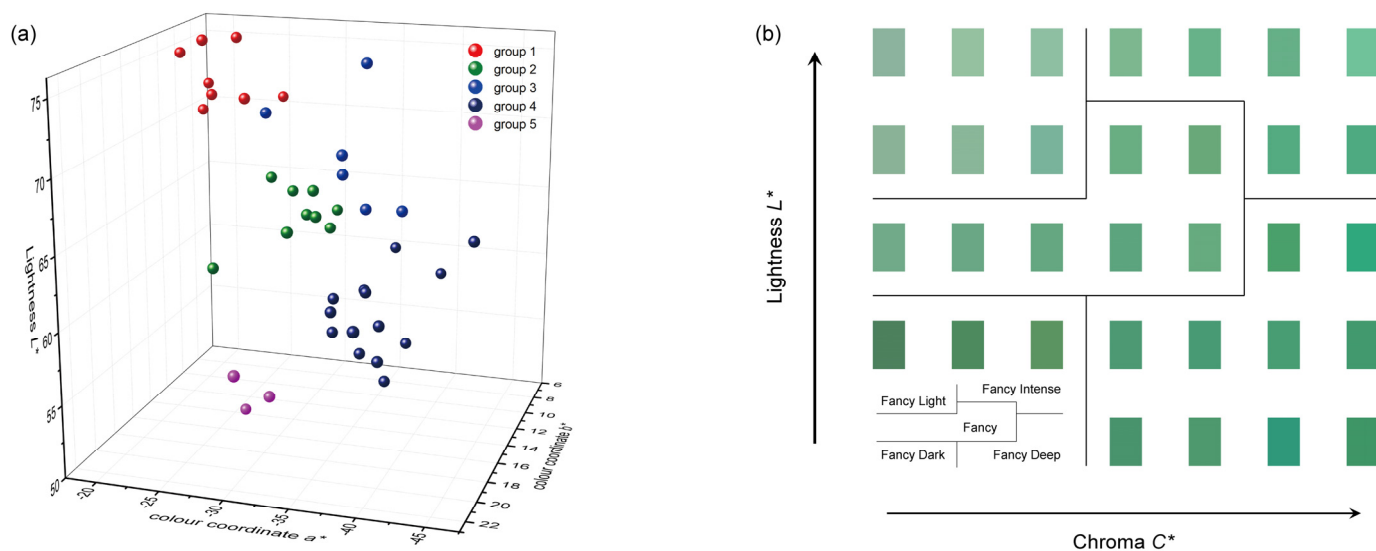 (a)
group 1
group 2
group 3
group 4
group 5
75
70
65
60
55
50
Lightness L*
-20
-25
-30
-35
-40
-45
colour coordinate a*
6
8
10
12
14
16
18
20
22
colour coordinate b*
(b)
Lightness L*
Fancy Light
Fancy Intense
Fancy
Fancy Dark
Fancy Deep
Chroma C*